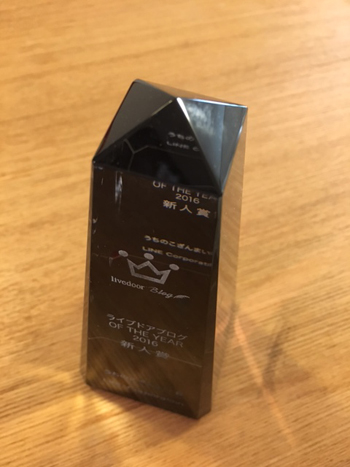 OF THE YEAR
2016
新人賞
うちのこざんまい
LINE Corporat
livedoor Blog
ライブドアブログ
OF THE YEAR
2016
新人賞